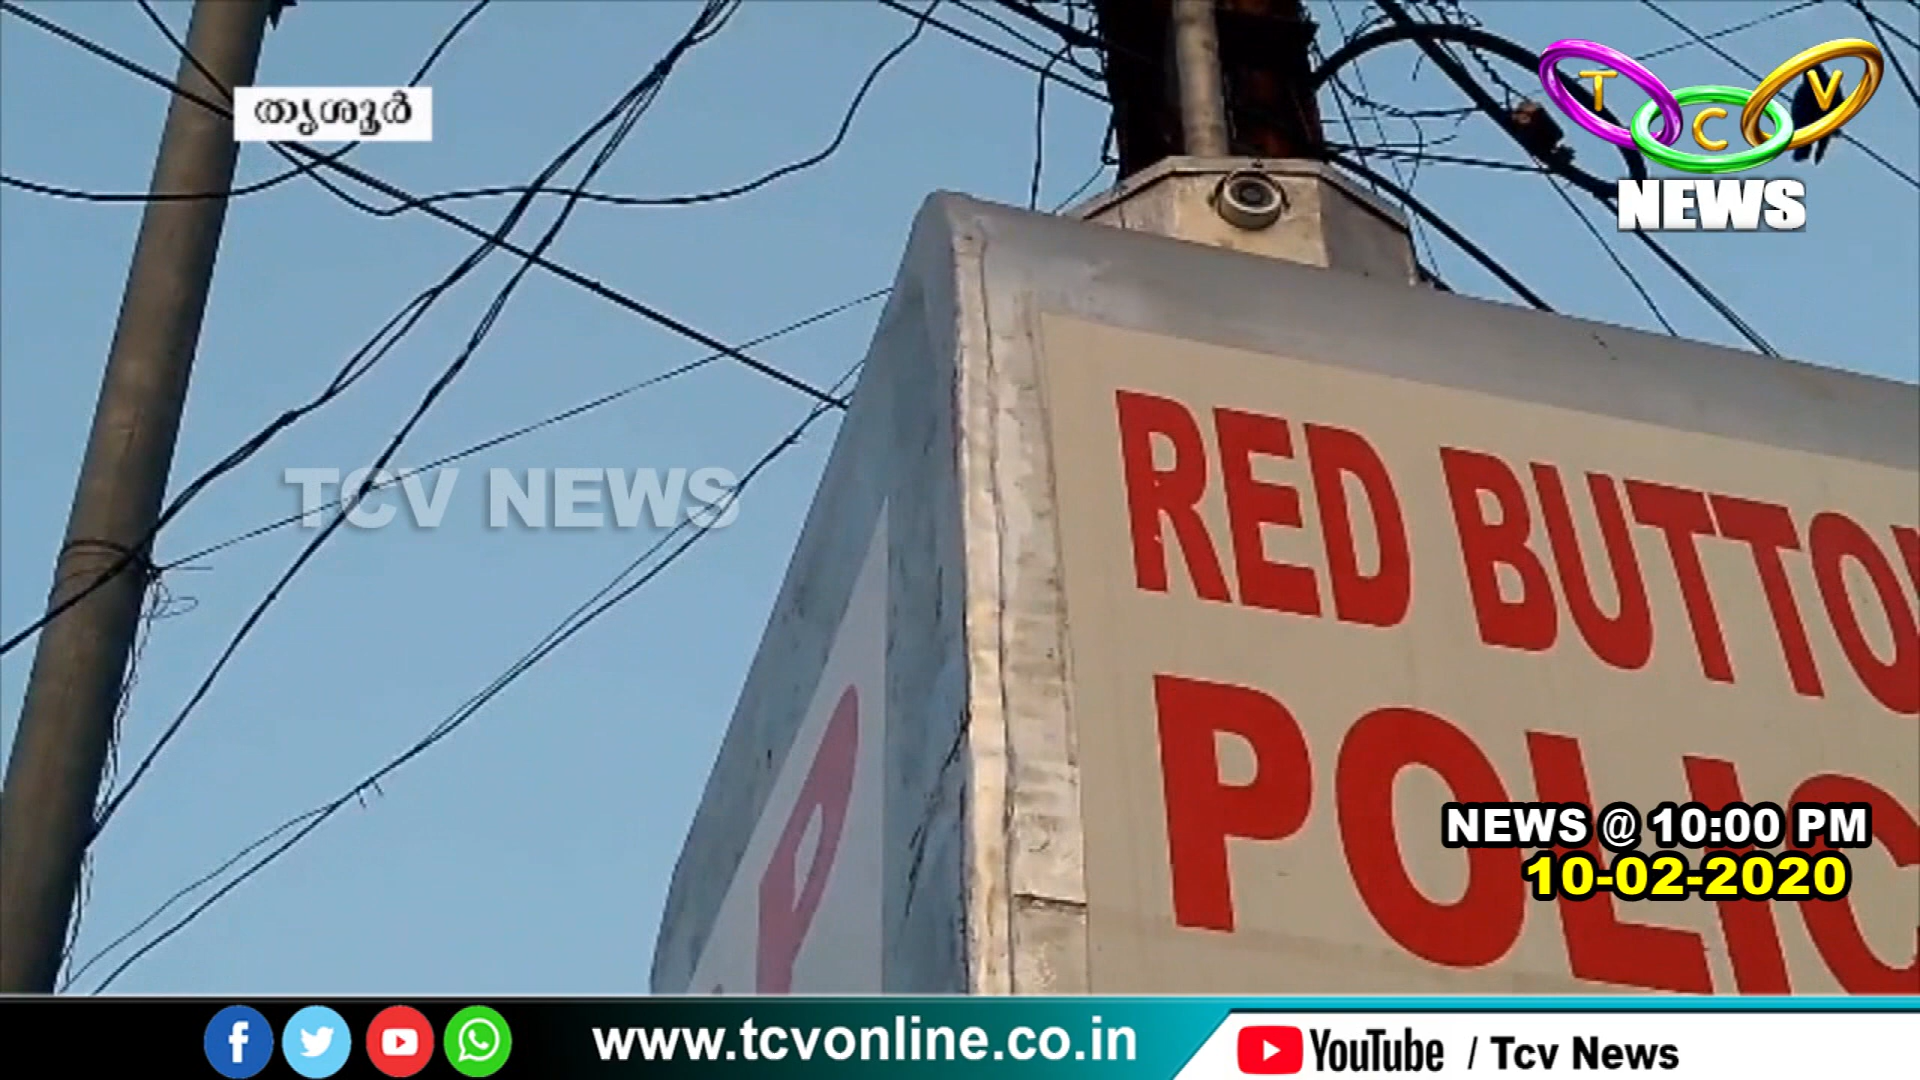 തൃശൂർ
T C V
NEWS
TCV NEWS
RED BUTTO
POLIC
P
NEWS @ 10:00 PM
10-02-2020
www.tcvonline.co.in
YouTube / Tcv News